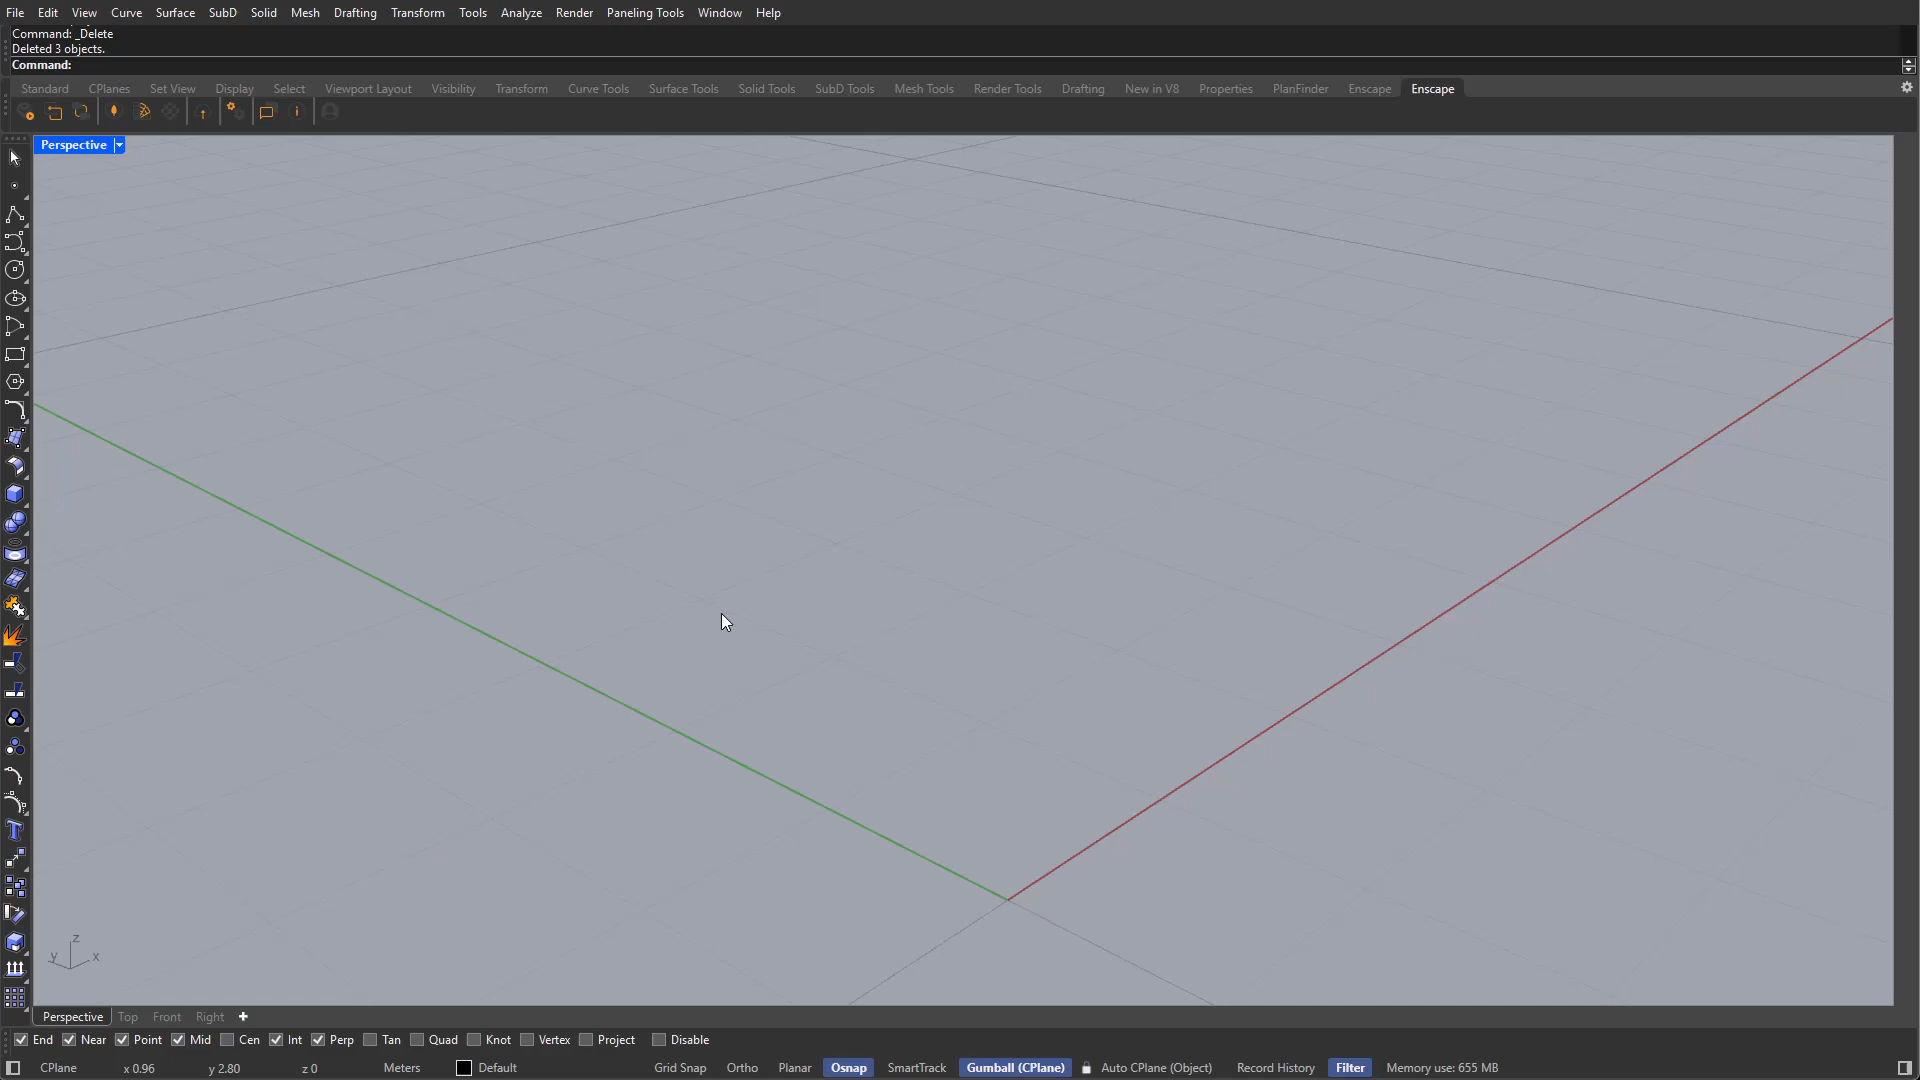 File Edit View Curve Surface SubD Solid Mesh Drafting Transform Tools Analyze Render Paneling Tools Window Help
Command: _Delete
Deleted 3 objects.
Command:
Standard CPlanes Set View Display Select Viewport Layout Visibility Transform Curve Tools Surface Tools Solid Tools SubD Tools Mesh Tools Render Tools Drafting New in V8 Properties PlanFinder Enscape Enscape
Perspective
z
y x
Perspective Top Front Right
End Near Point Mid Cen Int Perp Tan Quad Knot Vertex Project Disable
CPlane x 0.96 y 2.80 z 0 Meters Default Grid Snap Ortho Planar Osnap SmartTrack Gumball (CPlane) Auto CPlane (Object) Record History Filter Memory use: 655 MB